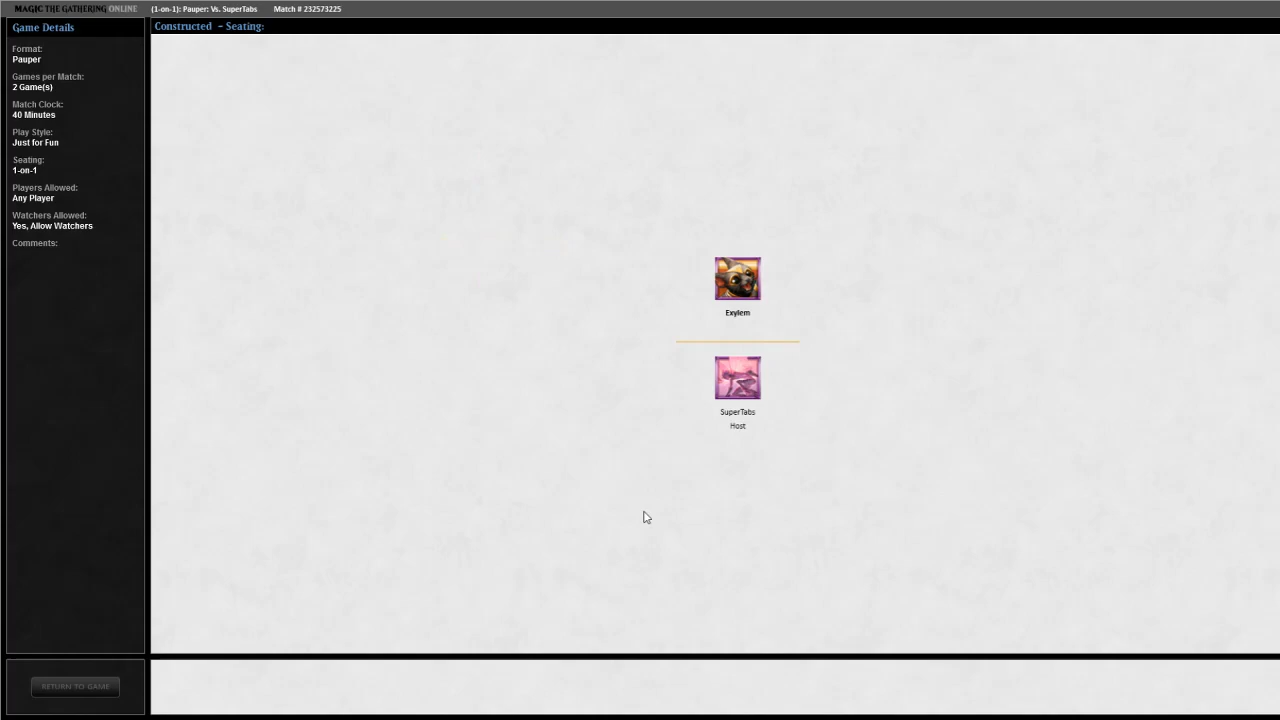 MAGIC THE GATHERING ONLINE (1-on-1): Pauper: Vs. SuperTabs Match # 232573225
Game Details
Constructed - Seating:
Format:
Pauper
Games per Match:
2 Game(s)
Match Clock:
40 Minutes
Play Style:
Just for Fun
Seating:
1-on-1
Players Allowed:
Any Player
Watchers Allowed:
Yes, Allow Watchers
Comments:
Exylem
SuperTabs
Host
RETURN TO GAME